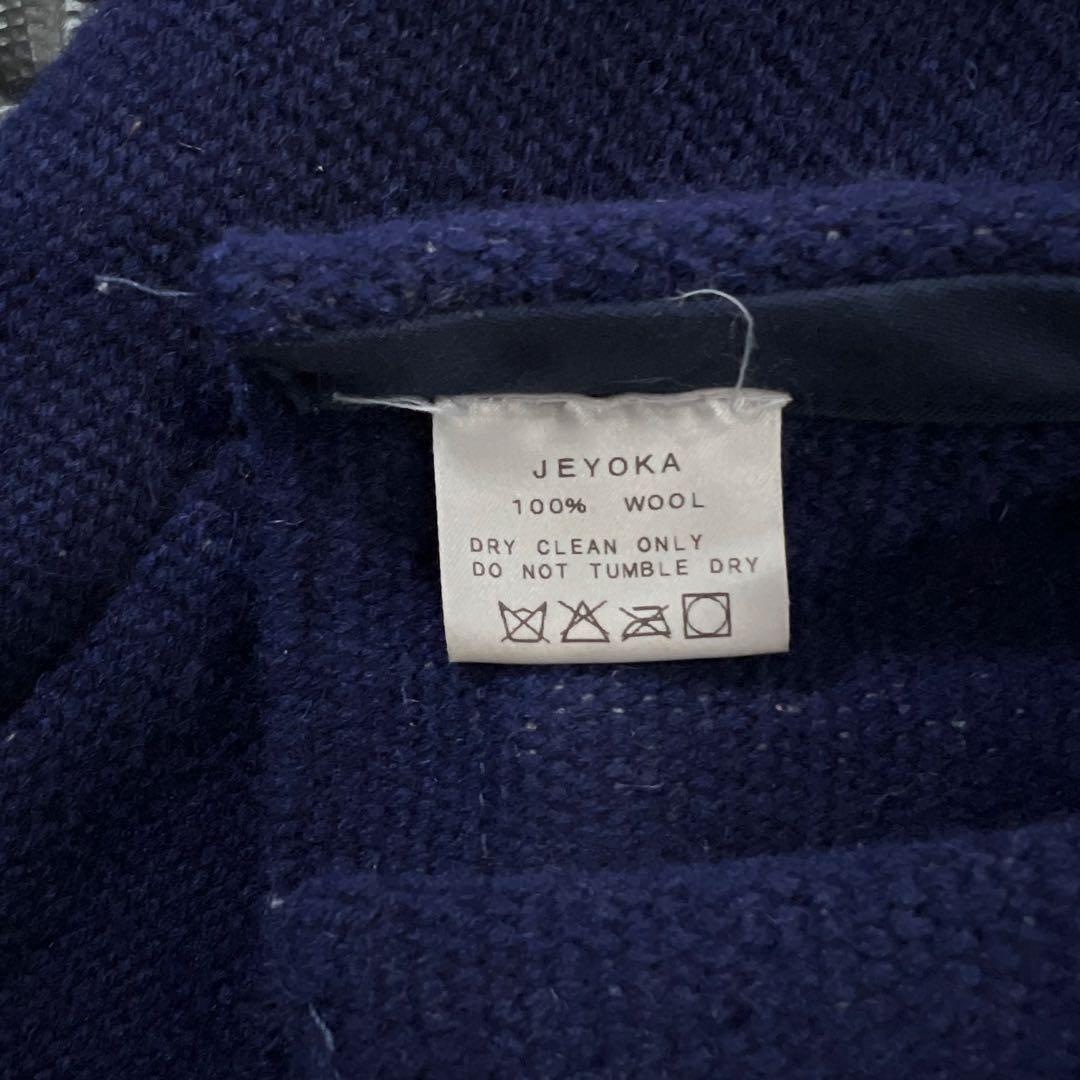 JEYOKA
100% WOOL
DRY CLEAN ONLY
DO NOT TUMBLE DRY